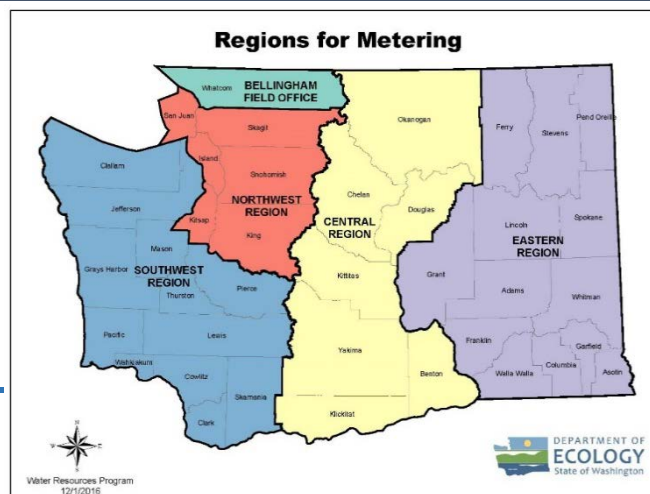 Regions for Metering
Whatcom
BELLINGHAM
FIELD OFFICE
San Juan
Skagit
Okanogan
Ferry
Stevens
Pend Oreille
Island
Clallam
Snohomish
Jefferson
NORTHWEST
REGION
Chelan
Douglas
CENTRAL
REGION
Kitsap
King
Lincoln
Spokane
EASTERN
REGION
Mason
Grays Harbor
SOUTHWEST
REGION
Kittitas
Grant
Thurston
Pierce
Adams
Whitman
Pacific
Lewis
Yakima
Franklin
Garfield
Wahkiakum
Cowlitz
Benton
Walla Walla
Columbia
Asotin
Skamania
Clark
Klickitat
N
W
E
S
Water Resources Program
12/1/2016
DEPARTMENT OF
ECOLOGY
State of Washington